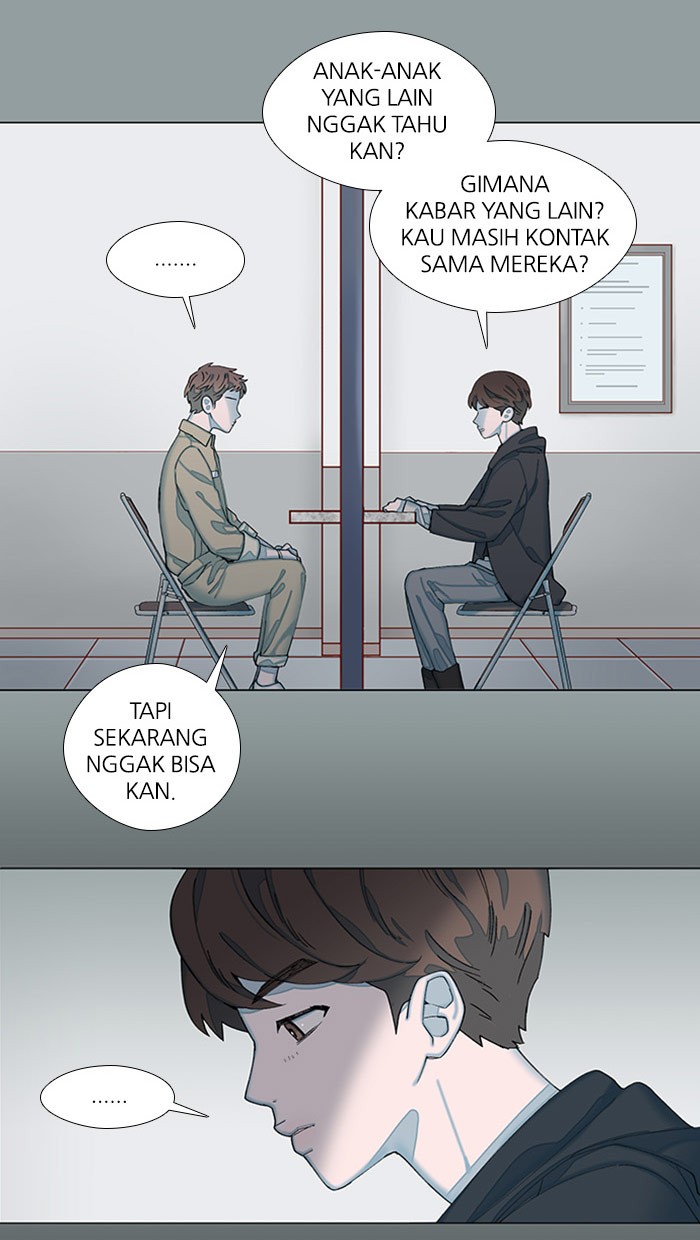 ANAK-ANAK
YANG LAIN
NGGAK TAHU
KAN?
GIMANA
KABAR YANG LAIN?
KAU MASIH KONTAK
SAMA MEREKA?
.......
TAPI
SEKARANG
NGGAK BISA
KAN.
......